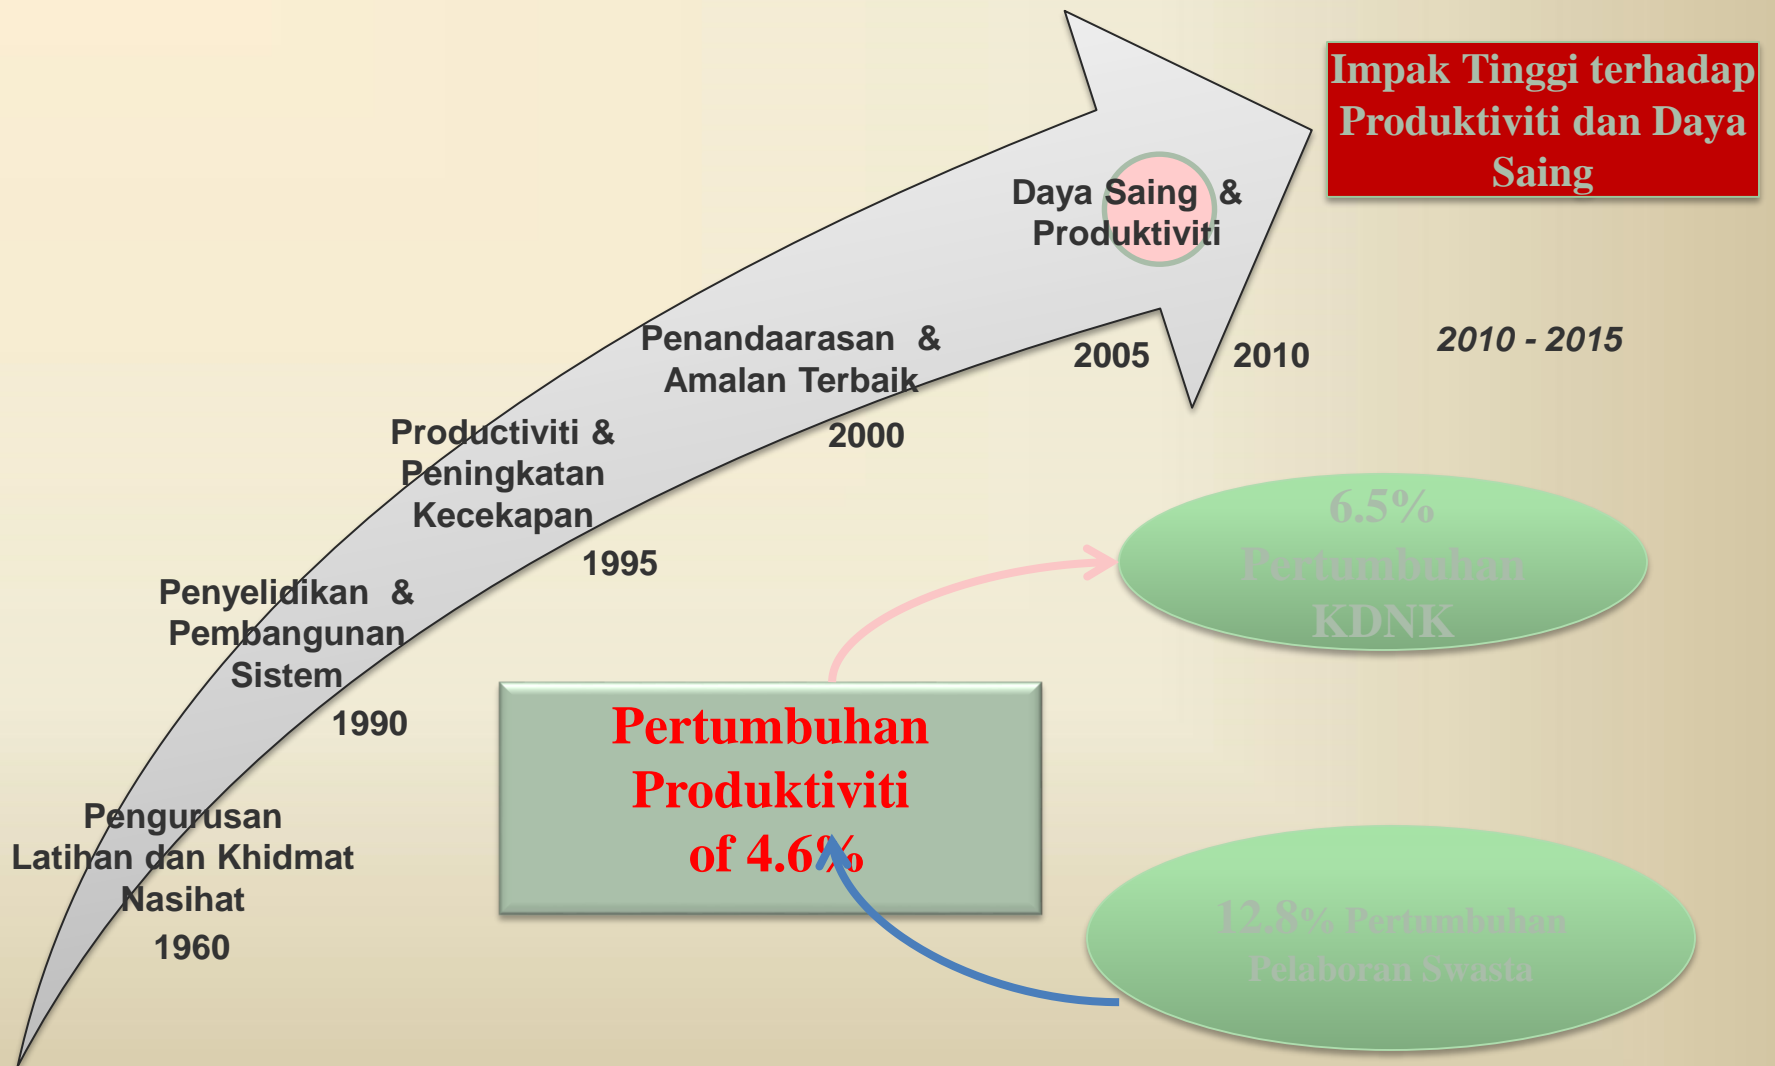 Impak Tinggi terhadap
Produktiviti dan Daya
Saing
Daya Saing &
Produktiviti
2005
2010
2010 - 2015
Penandaarasan &
Amalan Terbaik
2000
Productiviti &
Peningkatan
Kecekapan
1995
Penyelidikan &
Pembangunan
Sistem
1990
Pengurusan
Latihan dan Khidmat
Nasihat
1960
6.5%
Pertumbuhan
KDNK
Pertumbuhan
Produktiviti
of 4.6%
12.8% Pertumbuhan
Pelaboran Swasta